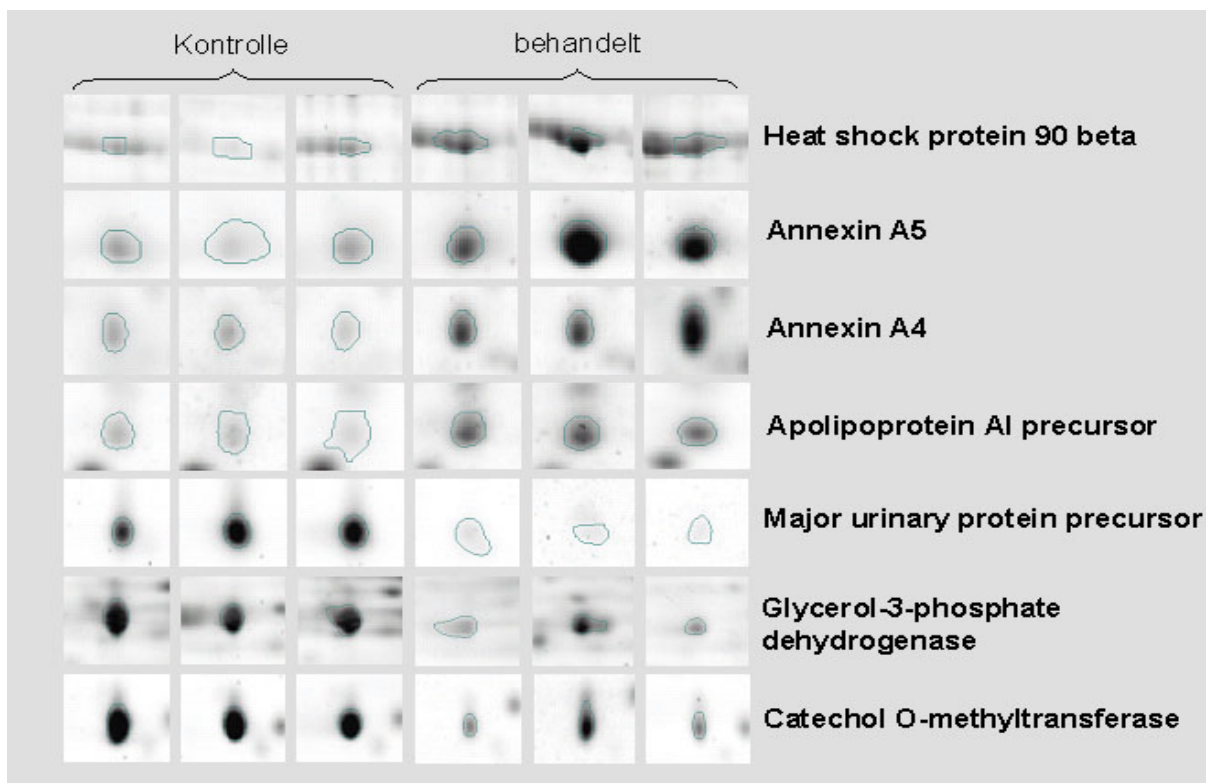 Kontrolle
behandelt
Heat shock protein 90 beta
Annexin A5
Annexin A4
Apolipoprotein AI precursor
Major urinary protein precursor
Glycerol-3-phosphate
dehydrogenase
Catechol O-methyltransferase